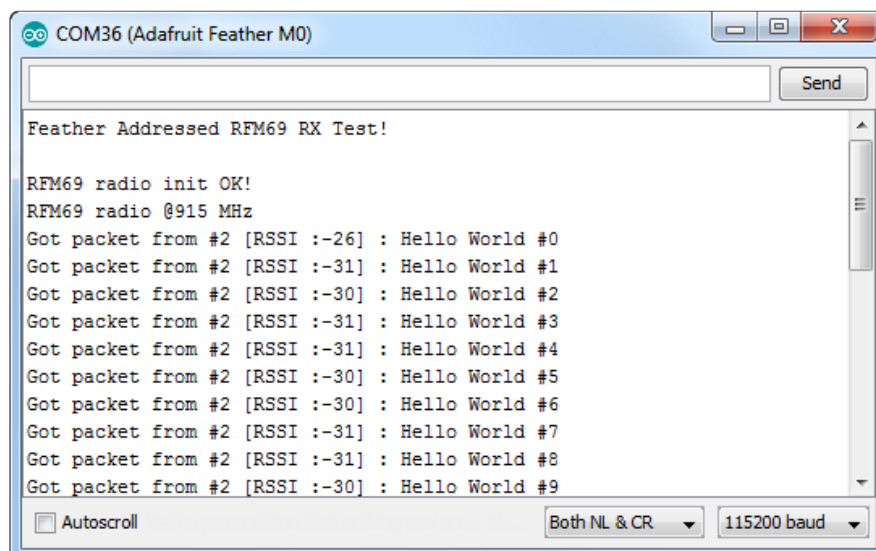 COM36 (Adafruit Feather M0)
Send
Feather Addressed RFM69 RX Test!
RFM69 radio init OK!
RFM69 radio @915 MHz
Got packet from #2 [RSSI :-26] : Hello World #0
Got packet from #2 [RSSI :-31] : Hello World #1
Got packet from #2 [RSSI :-30] : Hello World #2
Got packet from #2 [RSSI :-31] : Hello World #3
Got packet from #2 [RSSI :-31] : Hello World #4
Got packet from #2 [RSSI :-30] : Hello World #5
Got packet from #2 [RSSI :-30] : Hello World #6
Got packet from #2 [RSSI :-31] : Hello World #7
Got packet from #2 [RSSI :-31] : Hello World #8
Got packet from #2 [RSSI :-30] : Hello World #9
Autoscroll Both NL & CR 115200 baud